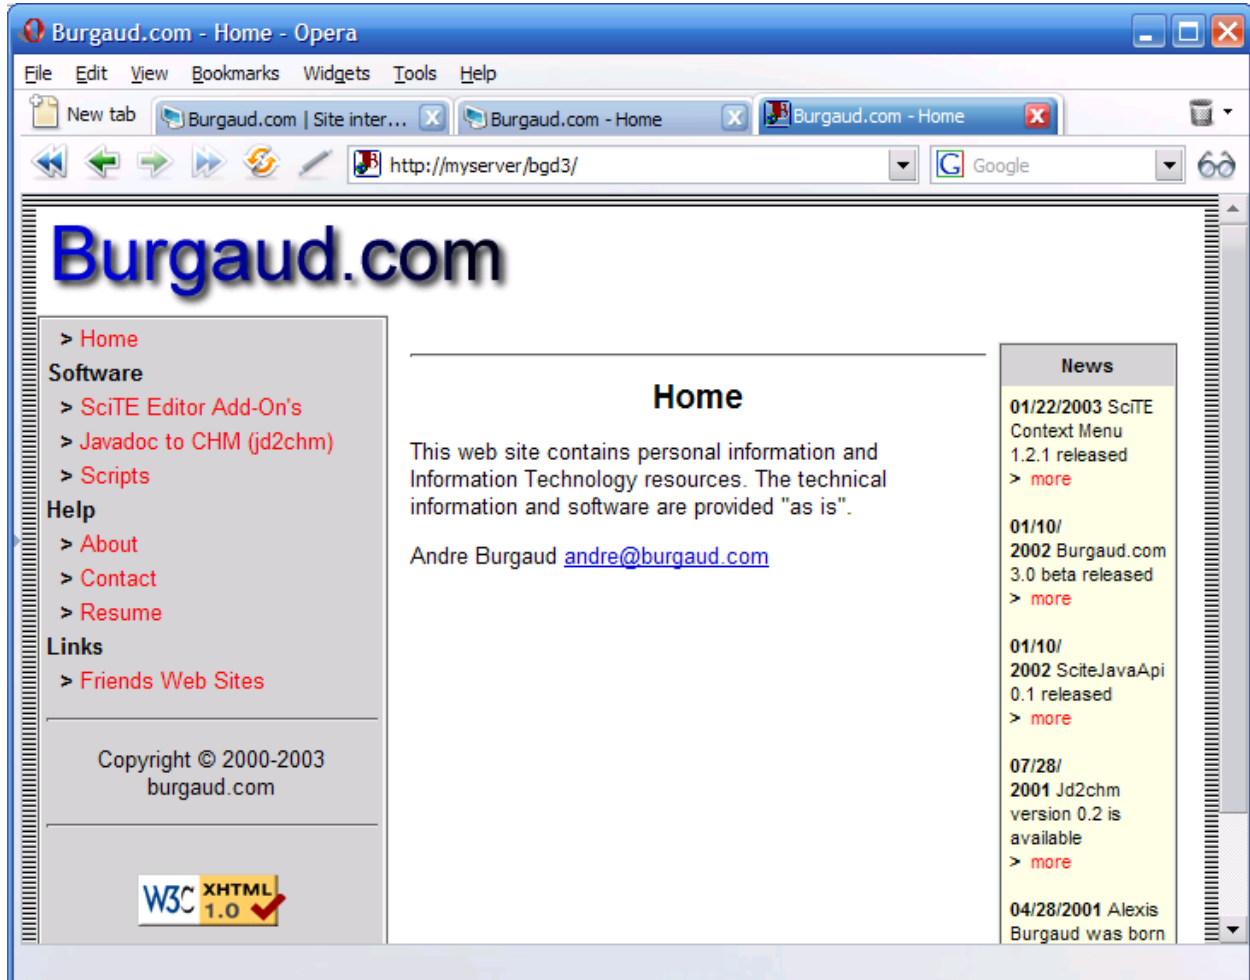 Burgaud.com - Home - Opera
File Edit View Bookmarks Widgets Tools Help
New tab Burgaud.com | Site inter... Burgaud.com - Home Burgaud.com - Home
http://myserver/bgd3/ G Google
Burgaud.com
> Home
Software
> SciTE Editor Add-On's
> Javadoc to CHM (jd2chm)
> Scripts
Help
> About
> Contact
> Resume
Links
> Friends Web Sites
Copyright © 2000-2003
burgaud.com
W3C XHTML
1.0
Home
This web site contains personal information and
Information Technology resources. The technical
information and software are provided "as is".
Andre Burgaud andre@burgaud.com
News
01/22/2003 SciTE
Context Menu
1.2.1 released
> more
01/10/
2002 Burgaud.com
3.0 beta released
> more
01/10/
2002 SciteJavaApi
0.1 released
> more
07/28/
2001 Jd2chm
version 0.2 is
available
> more
04/28/2001 Alexis
Burgaud was born